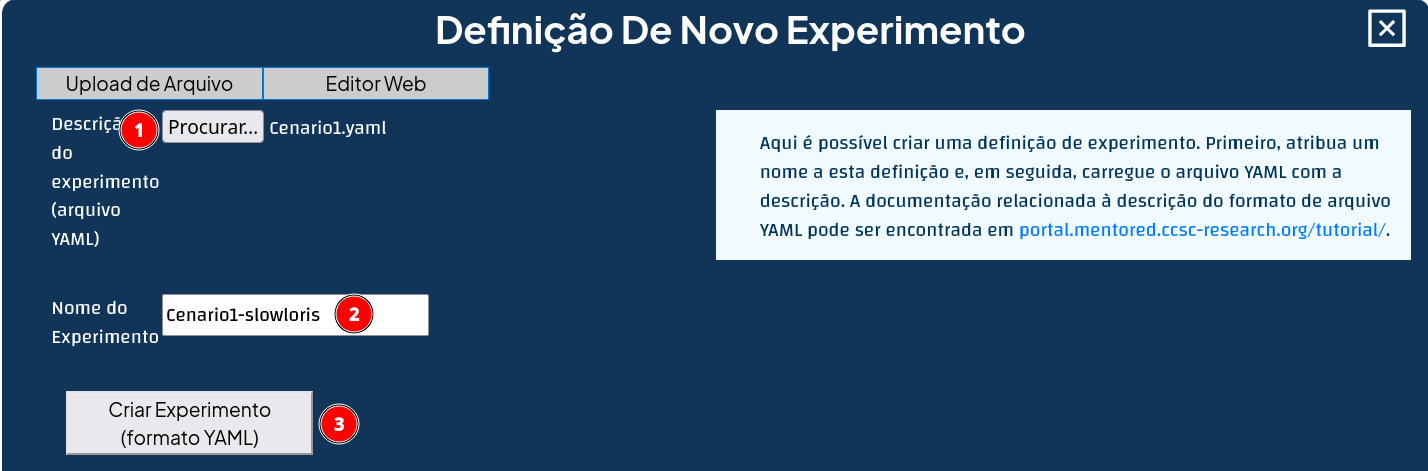 Definição De Novo Experimento
Upload de Arquivo
Editor Web
Descriçã
do
experimento
(arquivo
YAML)
1
Procurar...
Cenario1.yaml
Aqui é possível criar uma definição de experimento. Primeiro, atribua um
nome a esta definição e, em seguida, carregue o arquivo YAML com a
descrição. A documentação relacionada à descrição do formato de arquivo
YAML pode ser encontrada em portal.mentored.ccsc-research.org/tutorial/.
Nome do
Experimento
Cenario1-slowloris
2
Criar Experimento
(formato YAML)
3